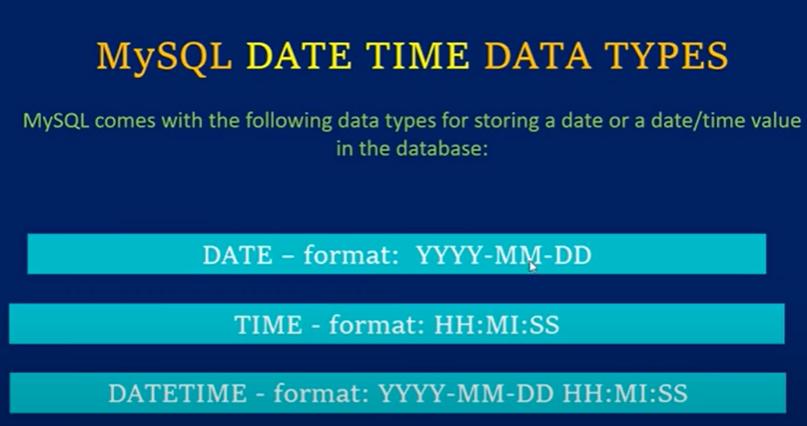 MySQL DATE TIME DATA TYPES
MySQL comes with the following data types for storing a date or a date/time value
in the database:
DATE – format:  YYYY-MM-DD
TIME - format: HH:MI:SS
DATETIME - format: YYYY-MM-DD HH:MI:SS